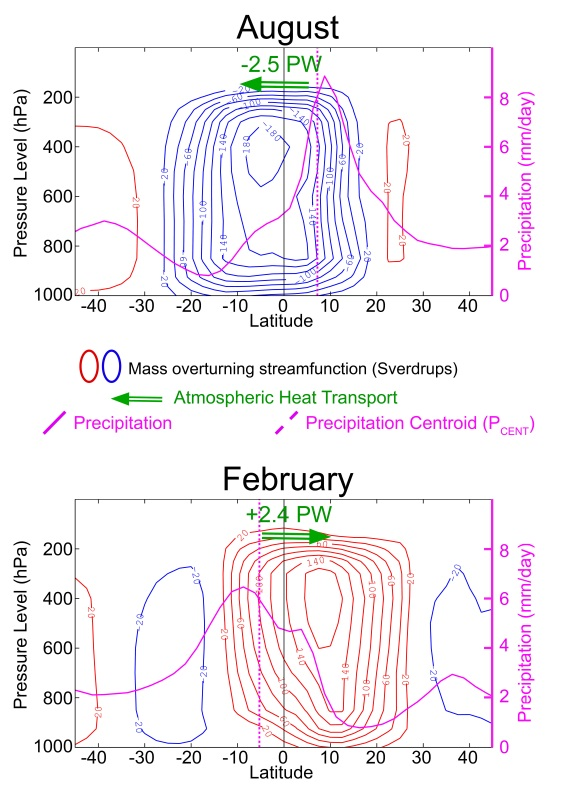 August
-2.5 PW
Pressure Level (hPa)
200
400
600
800
1000
-40 -30 -20 -10 0 10 20 30 40
Latitude
Precipitation (mm/day)
8
6
4
2
0
Mass overturning streamfunction (Sverdrups)
Atmospheric Heat Transport
Precipitation
Precipitation Centroid (PCENT)
February
+2.4 PW
Pressure Level (hPa)
200
400
600
800
1000
-40 -30 -20 -10 0 10 20 30 40
Latitude
Precipitation (mm/day)
8
6
4
2
0